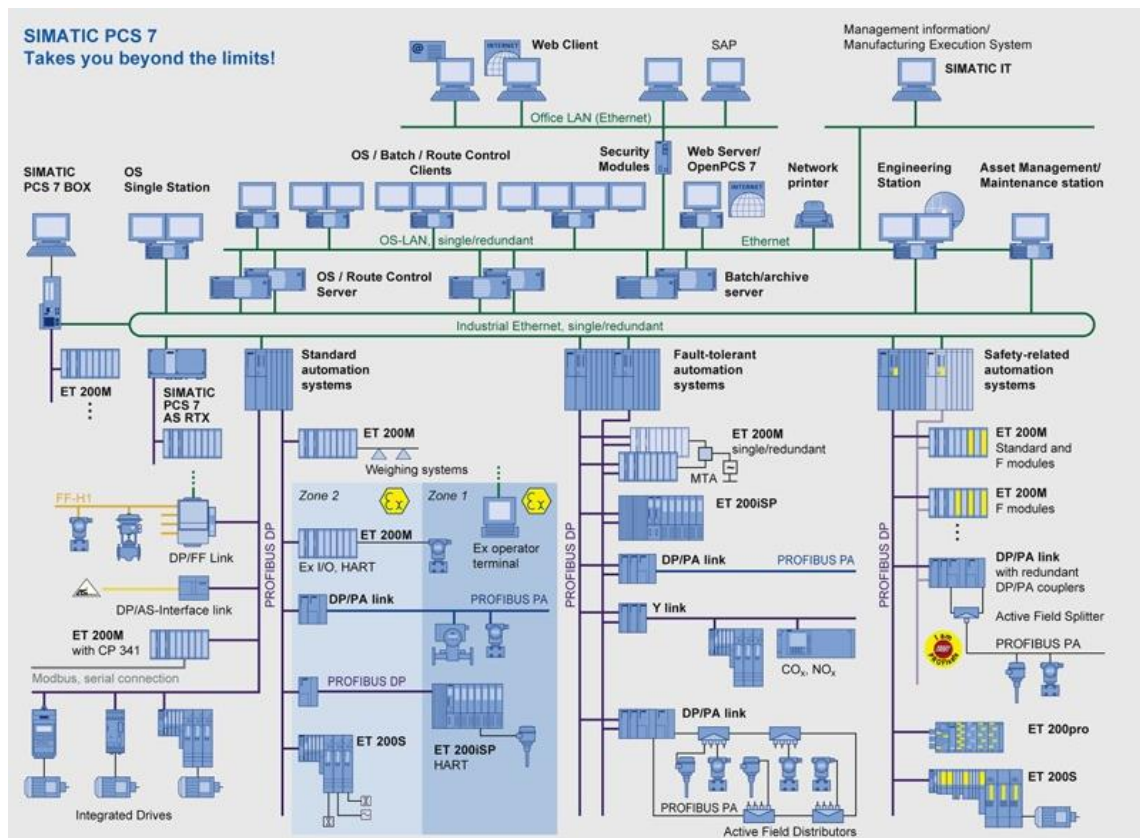 SIMATIC PCS 7
Takes you beyond the limits!
Web Client
INTERNET
SAP
Management information/
Manufacturing Execution System
SIMATIC IT
Office LAN (Ethernet)
SIMATIC
PCS 7 BOX
OS
Single Station
OS / Batch / Route Control
Clients
Security
Modules
Web Server/
OpenPCS 7
INTERNET
Network
printer
Engineering
Station
Asset Management/
Maintenance station
OS-LAN, single/redundant
Ethernet
OS / Route Control
Server
Batch/archive
server
Industrial Ethernet, single/redundant
ET 200M
SIMATIC
PCS 7
AS RTX
Standard
automation
systems
Fault-tolerant
automation
systems
Safety-related
automation systems
ET 200M
Weighing systems
ET 200M
single/redundant
MTA
ET 200M
Standard and
F modules
FF-H1
DP/FF Link
PROFIBUS DP
Zone 2
Ex
Zone 1
Ex
ET 200M
Ex I/O, HART
Ex operator
terminal
PROFIBUS DP
ET 200iSP
PROFIBUS DP
ET 200M
F modules
DP/AS-Interface link
DP/PA link
PROFIBUS PA
DP/PA link
PROFIBUS PA
DP/PA link
with redundant
DP/PA couplers
ET 200M
with CP 341
Y link
COx, NOx
Active Field Splitter
I am
PROFIsafe
PROFIBUS PA
Modbus, serial connection
PROFIBUS DP
ET 200iSP
HART
ET 200S
DP/PA link
PROFIBUS PA
Active Field Distributors
ET 200pro
ET 200S
Integrated Drives